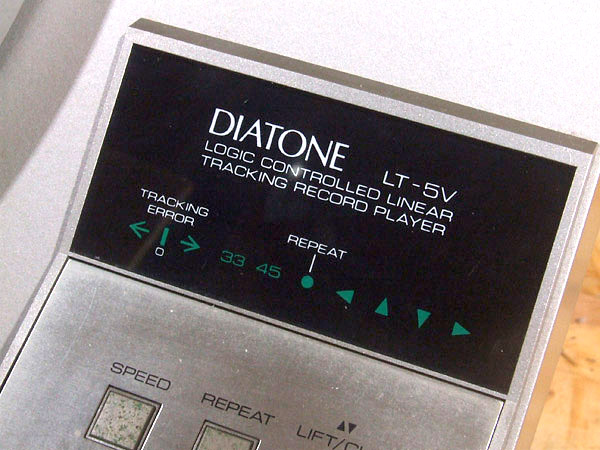 DIATONE LT-5V
LOGIC CONTROLLED LINEAR
TRACKING RECORD PLAYER
TRACKING
ERROR
0
33 45
REPEAT
SPEED
REPEAT